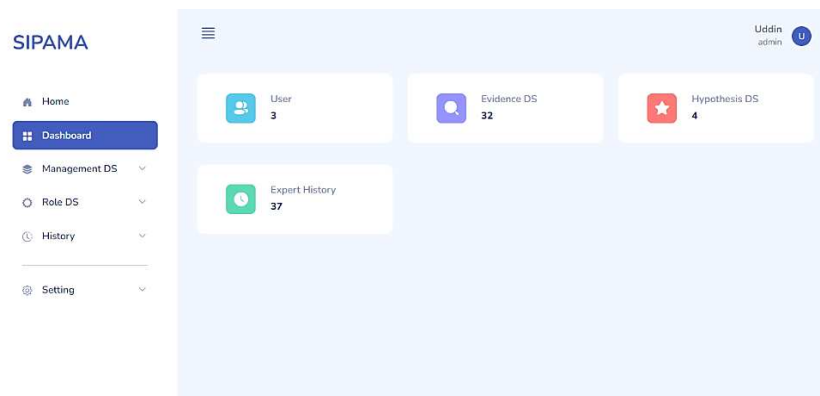 SIPAMA
Home
Dashboard
Management DS
Role DS
History
Setting
Uddin
admin
U
User
3
Evidence DS
32
Hypothesis DS
4
Expert History
37